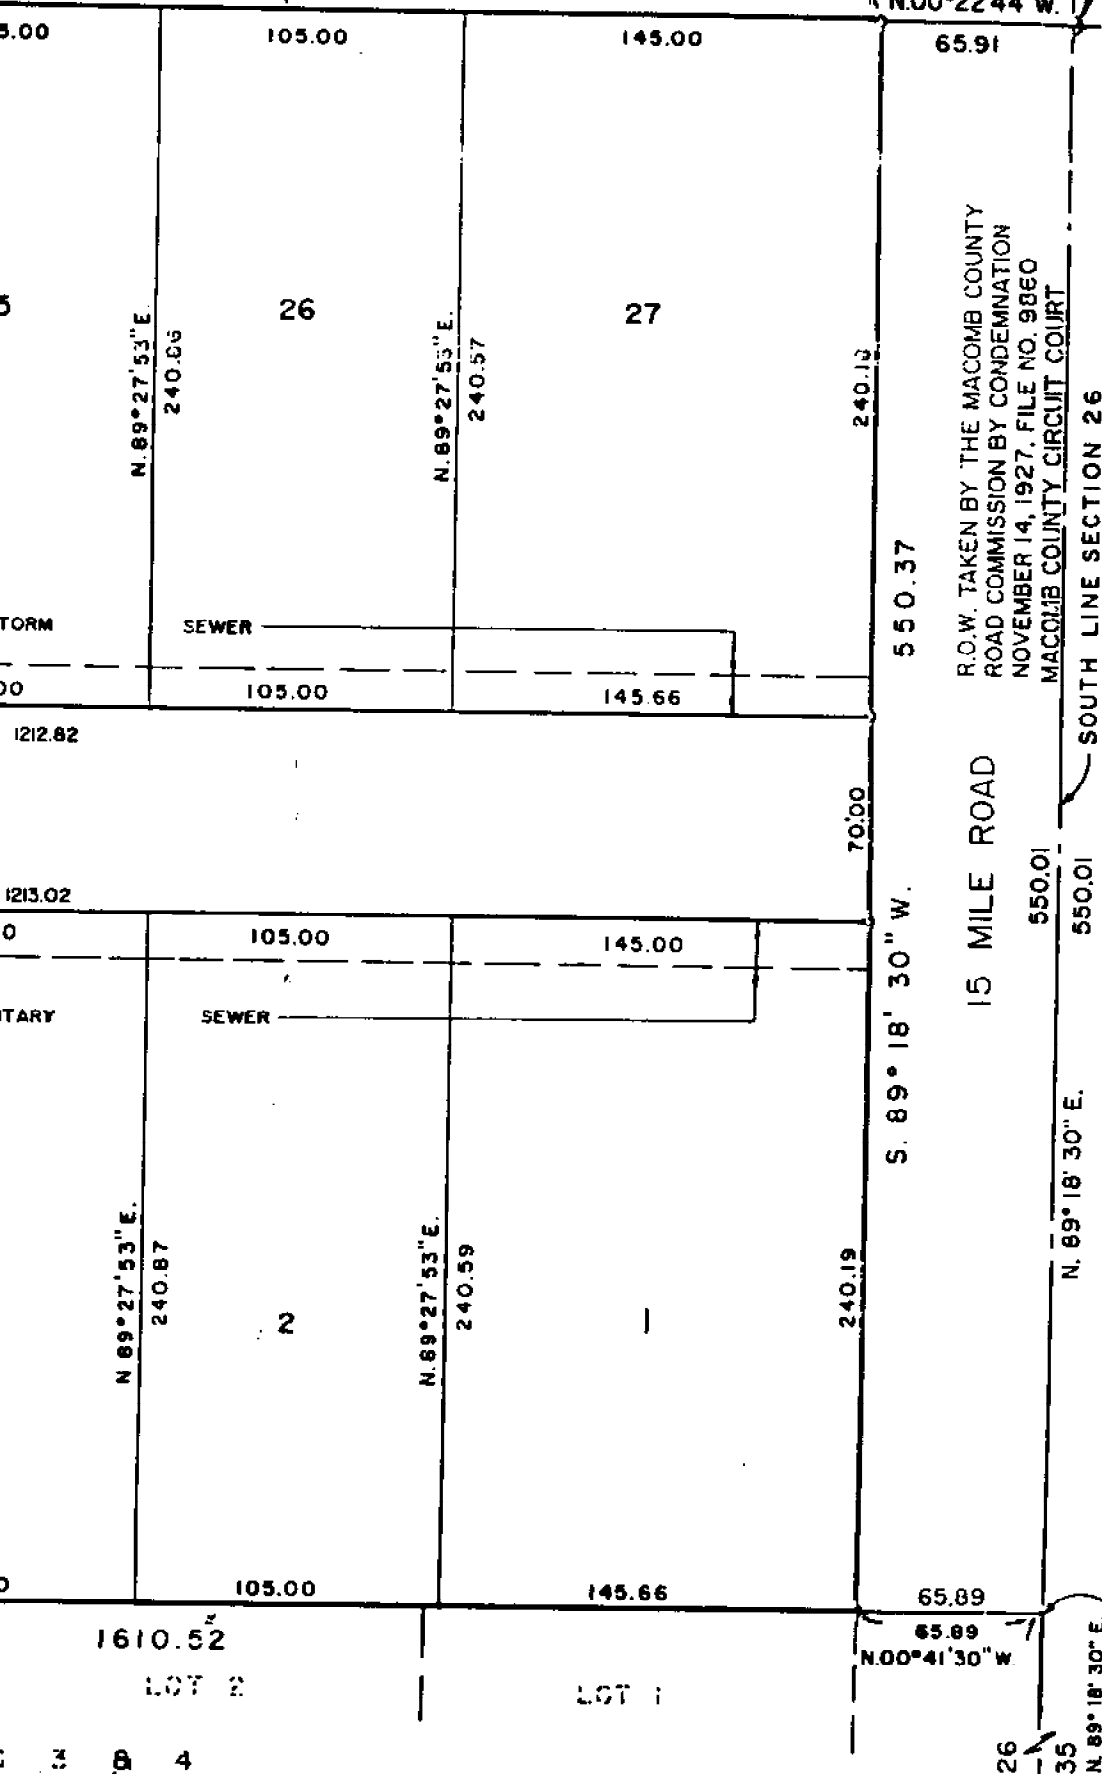 N.00°22'44"W.
5.00
105.00
145.00
65.91
26
27
N.89°27'53"E.
N.89°27'53"E.
240.57
R.O.W. TAKEN BY THE MACOMB COUNTY
ROAD COMMISSION BY CONDEMNATION
NOVEMBER 14, 1927, FILE NO. 9860
MACOMB COUNTY CIRCUIT COURT
SOUTH LINE SECTION 26
550.37
TORM
SEWER
00
105.00
145.66
1212.82
70.00
15 MILE ROAD
550.01
550.01
1213.02
0
105.00
145.00
S. 89° 18' 30" W.
TARY
SEWER
N. 89° 18' 30" E.
N 89°27'53"E.
240.87
N.89°27'53"E.
240.59
240.19
2
1
0
105.00
145.66
65.89
65.89
N.00°41'30"W
1610.52
LOT 2
LOT 1
N. 89° 18' 30" E.
26
35
3 8 4